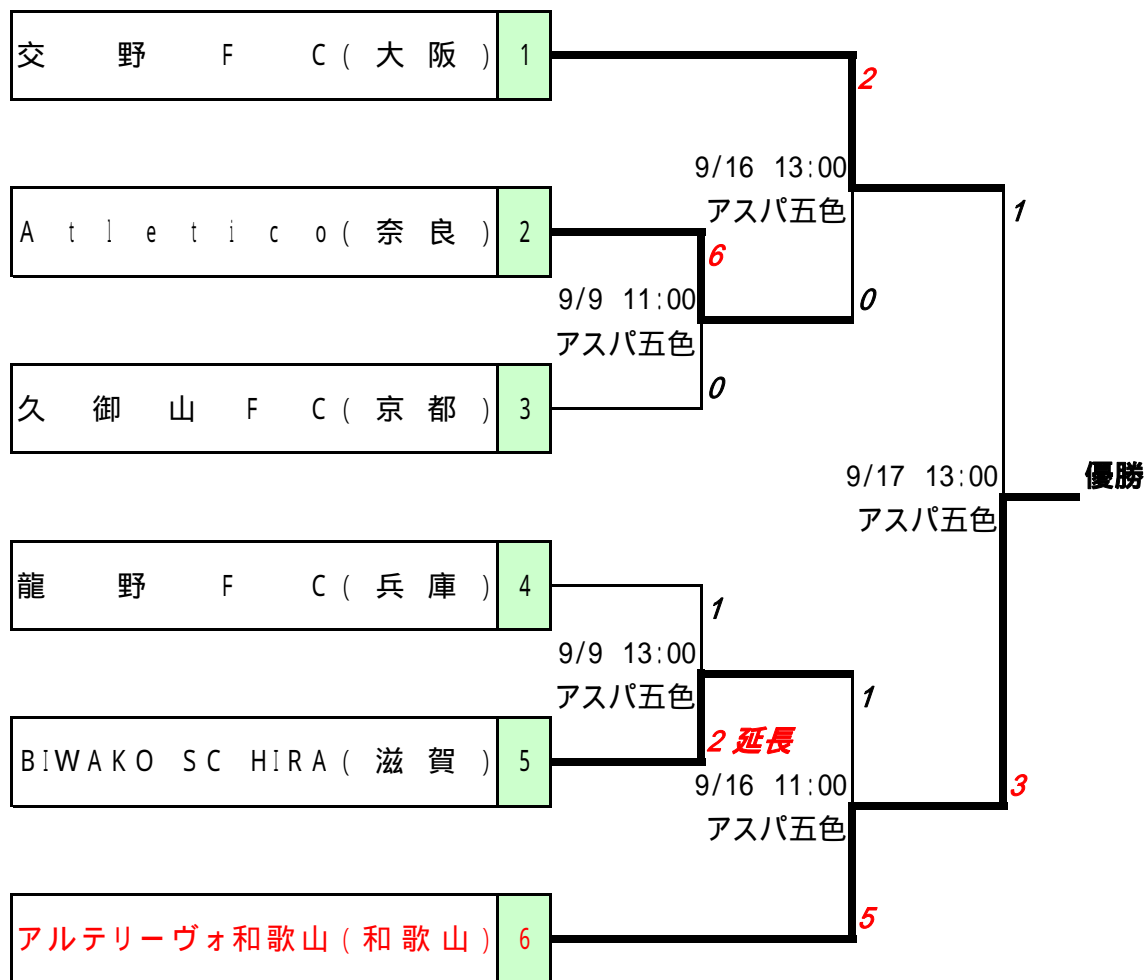 交野FC(大阪) 1
2
9/16 13:00
アスパ五色
1
Atletico(奈良) 2
6
9/9 11:00
アスパ五色
0
0
久御山FC(京都) 3
9/17 13:00
アスパ五色
優勝
龍野FC(兵庫) 4
1
9/9 13:00
アスパ五色
1
BIWAKO SC HIRA(滋賀) 5
2 延長
9/16 11:00
アスパ五色
3
アルテリーヴォ和歌山(和歌山) 6
5